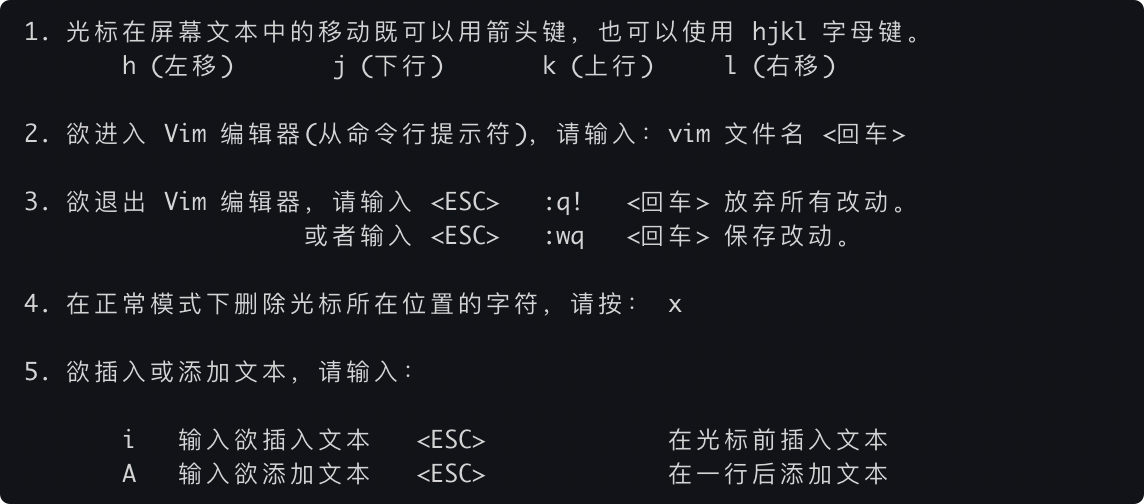 1. 光标在屏幕文本中的移动既可以用箭头键，也可以使用 hjkl 字母键。
h (左移) j (下行) k (上行) l (右移)
2. 欲进入 Vim 编辑器(从命令行提示符)，请输入：vim 文件名 <回车>
3. 欲退出 Vim 编辑器，请输入 <ESC> :q! <回车> 放弃所有改动。
或者输入 <ESC> :wq <回车> 保存改动。
4. 在正常模式下删除光标所在位置的字符，请按： x
5. 欲插入或添加文本，请输入：
i 输入欲插入文本 <ESC> 在光标前插入文本
A 输入欲添加文本 <ESC> 在一行后添加文本